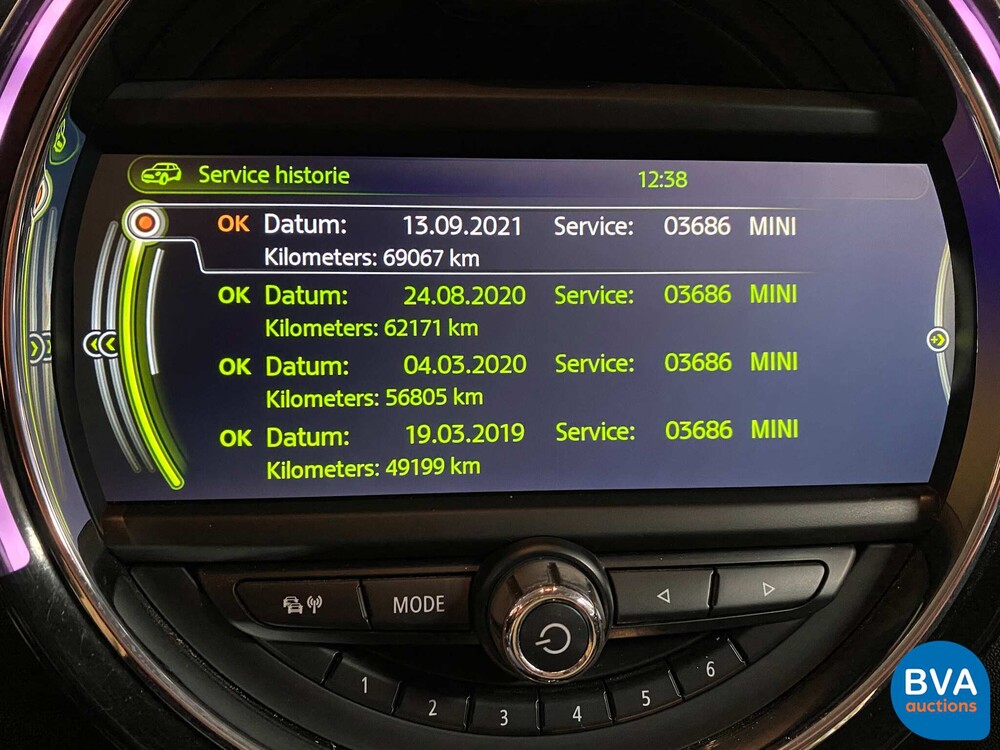 Service historie 12:38
OK Datum: 13.09.2021 Service: 03686 MINI
Kilometers: 69067 km
OK Datum: 24.08.2020 Service: 03686 MINI
Kilometers: 62171 km
OK Datum: 04.03.2020 Service: 03686 MINI
Kilometers: 56805 km
OK Datum: 19.03.2019 Service: 03686 MINI
Kilometers: 49199 km
MODE
1 2 3 4 5 6
BVA
auctions